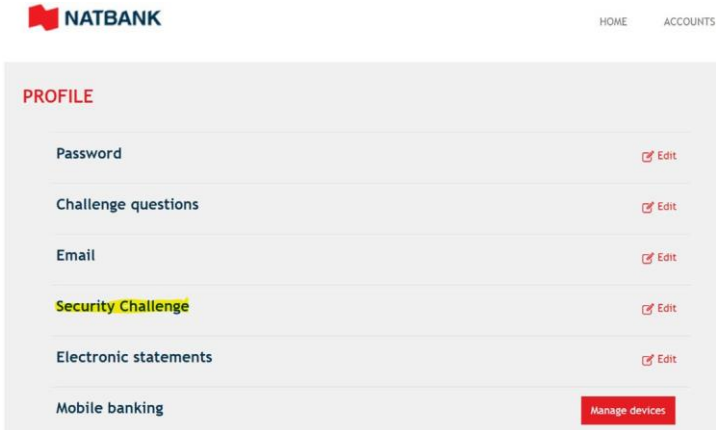 NATBANK
HOME ACCOUNTS
PROFILE
Password Edit
Challenge questions Edit
Email Edit
Security Challenge Edit
Electronic statements Edit
Mobile banking Manage devices